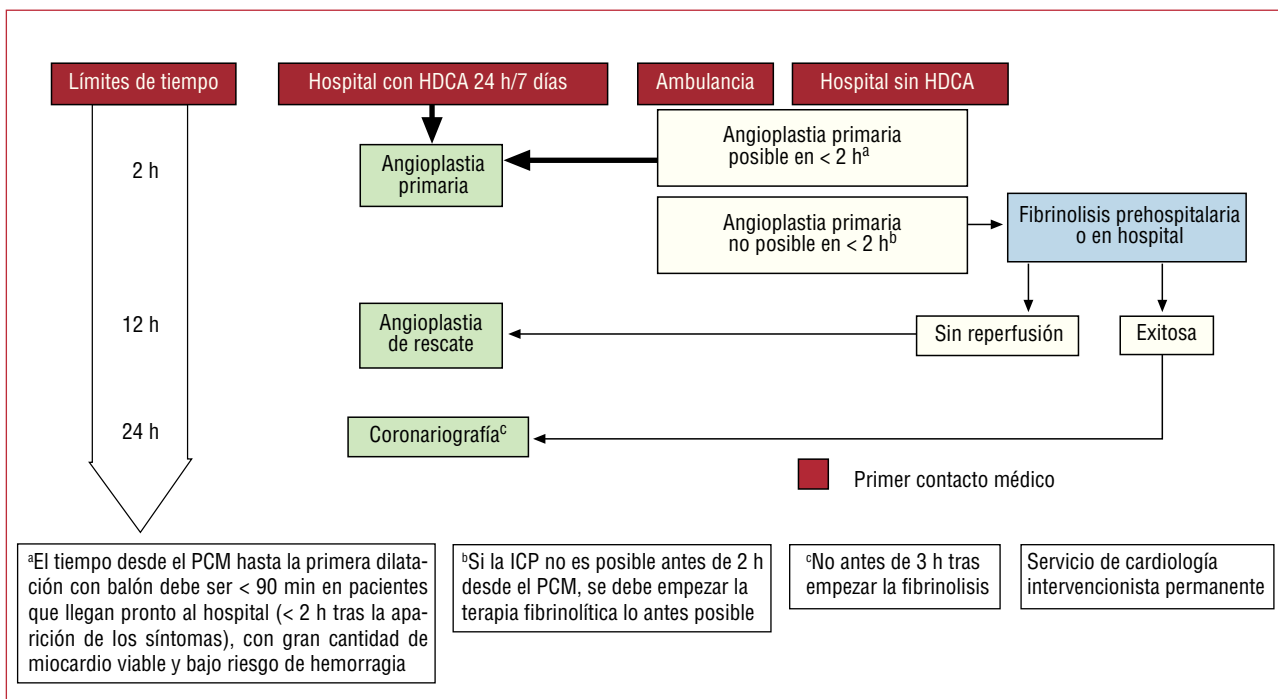 Límites de tiempo
Hospital con HDCA 24 h/7 días
Ambulancia
Hospital sin HDCA
2 h
Angioplastia
primaria
Angioplastia primaria
posible en < 2 hª
Angioplastia primaria
no posible en < 2 hᵇ
Fibrinolisis prehospitalaria
o en hospital
12 h
Angioplastia
de rescate
Sin reperfusión
Exitosa
24 h
Coronariografíaᶜ
Primer contacto médico
ªEl tiempo desde el PCM hasta la primera dilata-
ción con balón debe ser < 90 min en pacientes
que llegan pronto al hospital (< 2 h tras la apa-
rición de los síntomas), con gran cantidad de
miocardio viable y bajo riesgo de hemorragia
ᵇSi la ICP no es posible antes de 2 h
desde el PCM, se debe empezar la
terapia fibrinolítica lo antes posible
ᶜNo antes de 3 h tras
empezar la fibrinolisis
Servicio de cardiología
intervencionista permanente